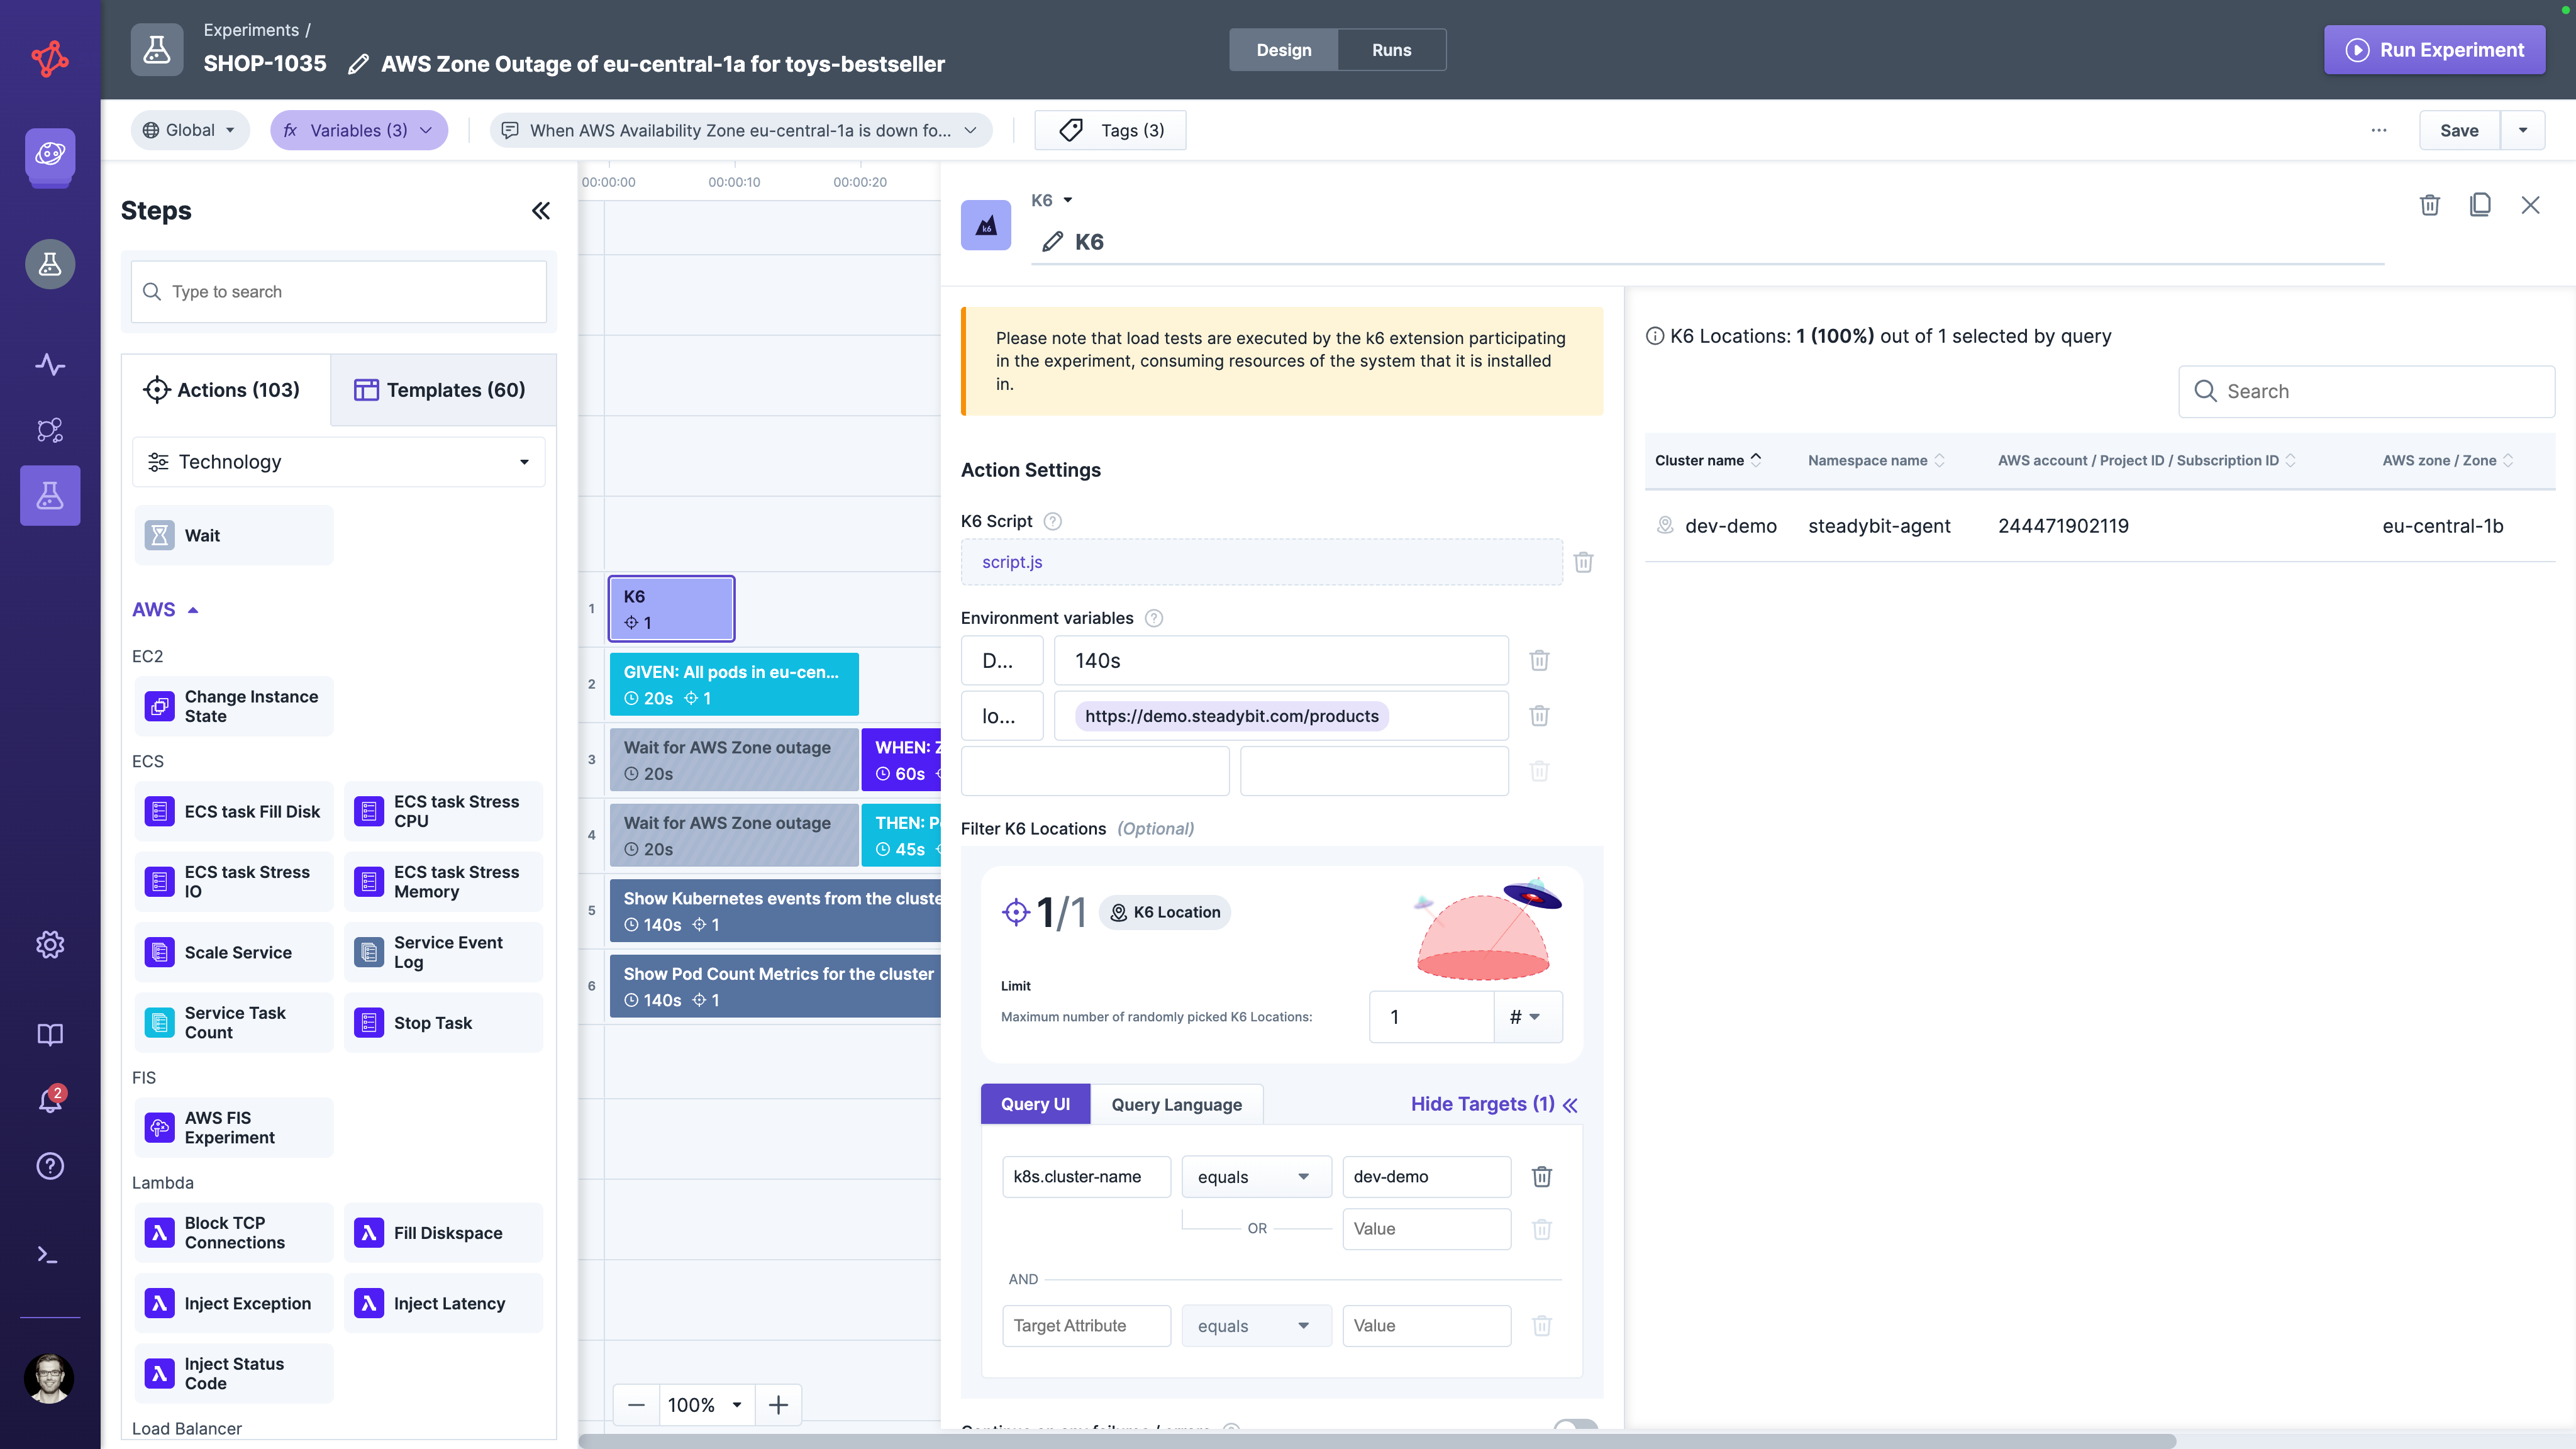 Experiments /
SHOP-1035 AWS Zone Outage of eu-central-1a for toys-bestseller
Design
Runs
Run Experiment
Global
fx Variables (3)
When AWS Availability Zone eu-central-1a is down fo...
Tags (3)
Save
Steps
Type to search
Actions (103)
Templates (60)
Technology
Wait
AWS
EC2
Change Instance
State
ECS
ECS task Fill Disk
ECS task Stress
CPU
ECS task Stress
IO
ECS task Stress
Memory
Scale Service
Service Event
Log
Service Task
Count
Stop Task
FIS
AWS FIS
Experiment
Lambda
Block TCP
Connections
Fill Diskspace
Inject Exception
Inject Latency
Inject Status
Code
Load Balancer
2
00:00:00
00:00:10
00:00:20
1
K6
1
2
GIVEN: All pods in eu-cen...
20s 1
3
Wait for AWS Zone outage
20s
WHEN:
60s
4
Wait for AWS Zone outage
20s
THEN:
45s
5
Show Kubernetes events from the
140s 1
6
Show Pod Count Metrics for the cluster
140s 1
100%
K6
k6
K6
Please note that load tests are executed by the k6 extension participating
in the experiment, consuming resources of the system that it is installed
in.
Action Settings
K6 Script
script.js
Environment variables
D...
140s
lo...
https://demo.steadybit.com/products
Filter K6 Locations (Optional)
1/1
K6 Location
Limit
Maximum number of randomly picked K6 Locations:
1
#
Query UI
Query Language
Hide Targets (1)
k8s.cluster-name
equals
dev-demo
OR
Value
AND
Target Attribute
equals
Value
K6 Locations: 1 (100%) out of 1 selected by query
Search
Cluster name
Namespace name
AWS account / Project ID / Subscription ID
AWS zone / Zone
dev-demo
steadybit-agent
244471902119
eu-central-1b